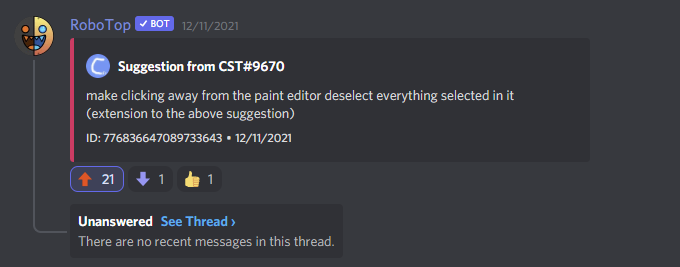 RoboTop ✔ BOT 12/11/2021
Suggestion from CST#9670
make clicking away from the paint editor deselect everything selected in it
(extension to the above suggestion)
ID: 776836647089733643 • 12/11/2021
21 1 1
Unanswered See Thread ›
There are no recent messages in this thread.